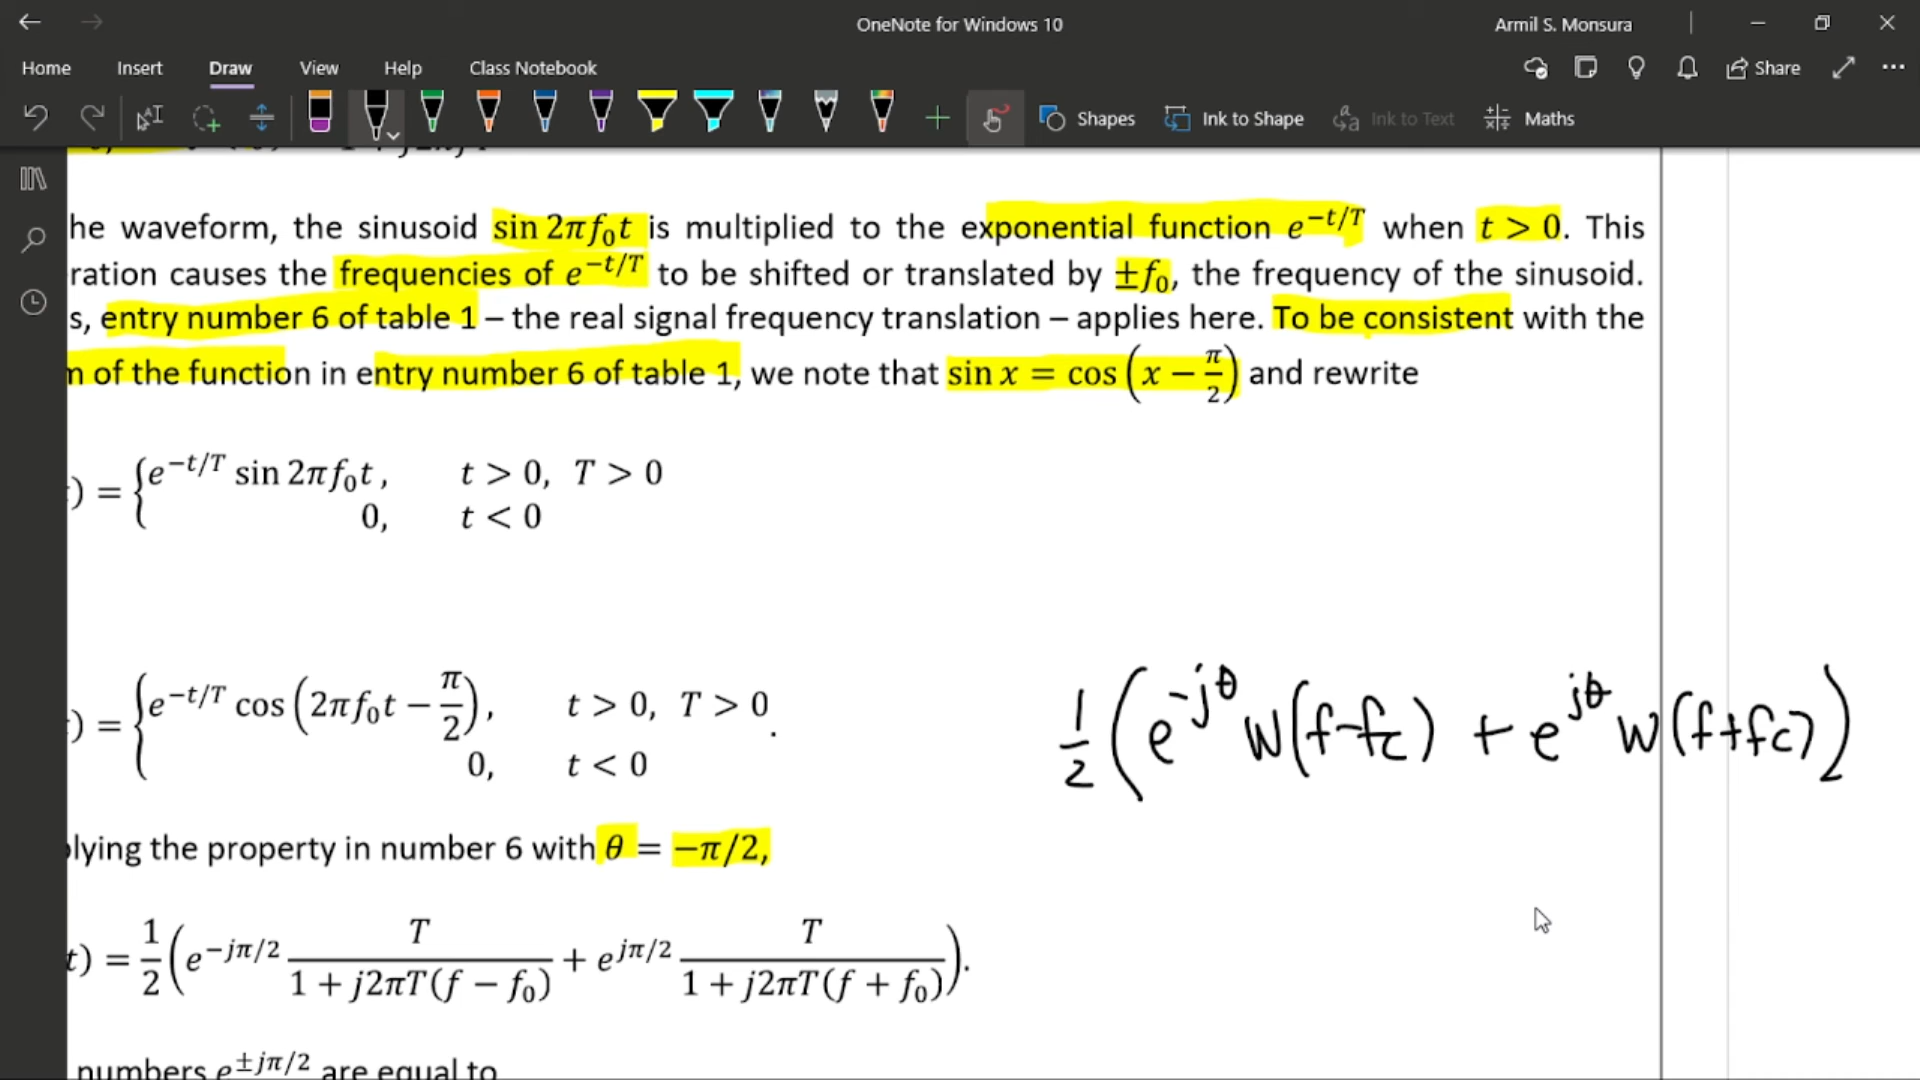 OneNote for Windows 10
Armil S. Monsura
Home Insert Draw View Help Class Notebook
Share
Shapes Ink to Shape Ink to Text Maths
he waveform, the sinusoid sin 2πf₀t is multiplied to the exponential function e^{−t/T} when t > 0. This
ration causes the frequencies of e^{−t/T} to be shifted or translated by ±f₀, the frequency of the sinusoid.
s, entry number 6 of table 1 – the real signal frequency translation – applies here. To be consistent with the
n of the function in entry number 6 of table 1, we note that sin x = cos (x − π/2) and rewrite
) = { e^{−t/T} sin 2πf₀t, t > 0, T > 0
0, t < 0
) = { e^{−t/T} cos (2πf₀t − π/2), t > 0, T > 0 .
0, t < 0
1/2 (e^{-jθ} W(f-fc) + e^{jθ} W(f+fc))
lying the property in number 6 with θ = −π/2,
t) = 1/2 (e^{−jπ/2} T/(1 + j2πT(f − f₀)) + e^{jπ/2} T/(1 + j2πT(f + f₀))).
numbers e^{±jπ/2} are equal to